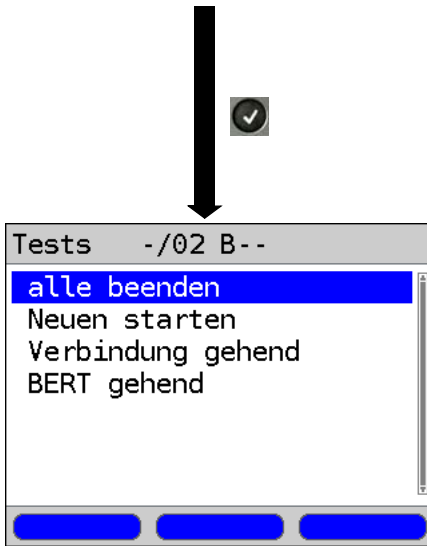 Tests -/02 B--
alle beenden
Neuen starten
Verbindung gehend
BERT gehend